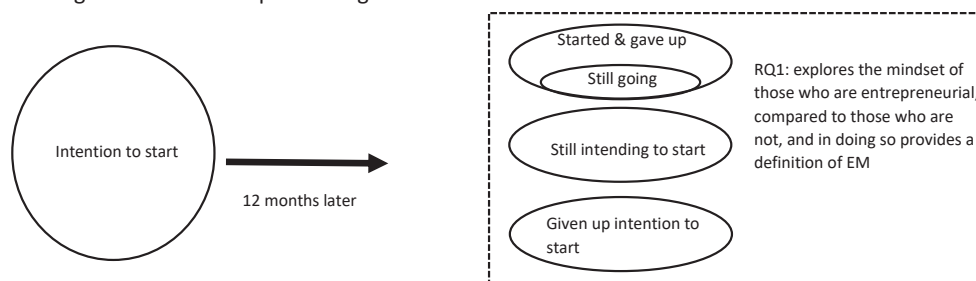 Started & gave up
Still going
RQ1: explores the mindset of
those who are entrepreneurial,
compared to those who are
not, and in doing so provides a
definition of EM
Intention to start
Still intending to start
12 months later
Given up intention to
start